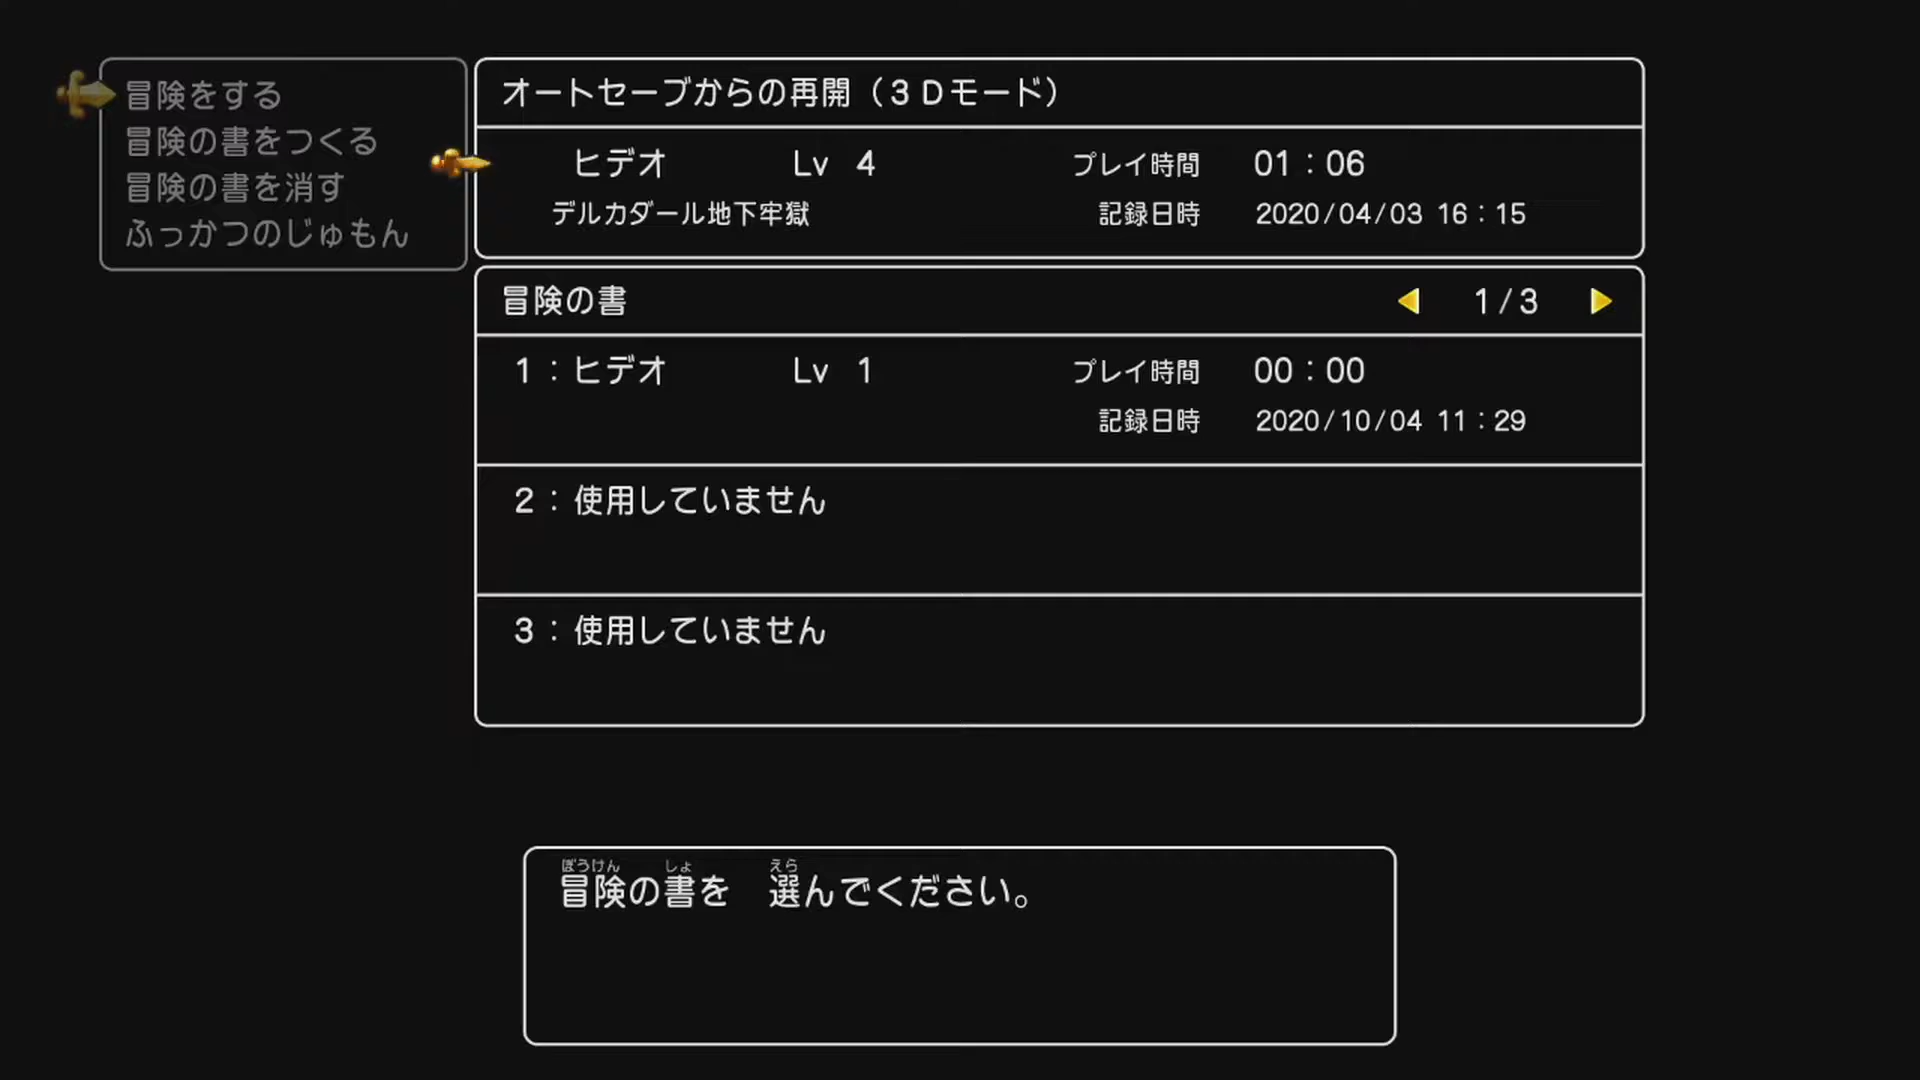 冒険をする
冒険の書をつくる
冒険の書を消す
ふっかつのじゅもん
オートセーブからの再開（３Ｄモード）
ヒデオ Lv 4 プレイ時間 01：06
デルカダール地下牢獄 記録日時 2020/04/03 16：15
冒険の書 1/3
1：ヒデオ Lv 1 プレイ時間 00：00
記録日時 2020/10/04 11：29
2：使用していません
3：使用していません
ぼうけん しょ えら
冒険の書を 選んでください。